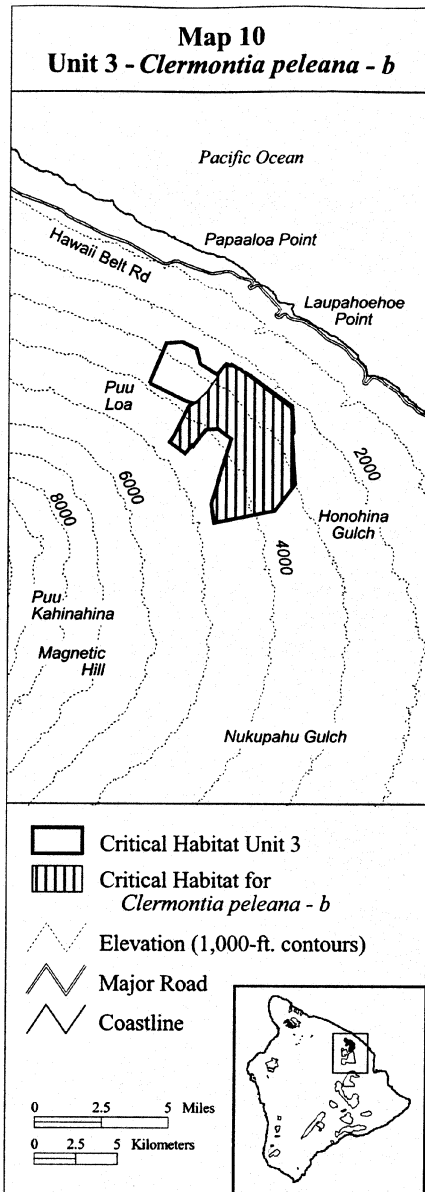 Map 10
Unit 3 - Clermontia peleana - b
Pacific Ocean
Papaaloa Point
Hawaii Belt Rd
Laupahoehoe
Point
Puu
Loa
2000
6000
8000
Honohina
Gulch
4000
Puu
Kahinahina
Magnetic
Hill
Nukupahu Gulch
Critical Habitat Unit 3
Critical Habitat for
Clermontia peleana - b
Elevation (1,000-ft. contours)
Major Road
Coastline
0 2.5 5 Miles
0 2.5 5 Kilometers